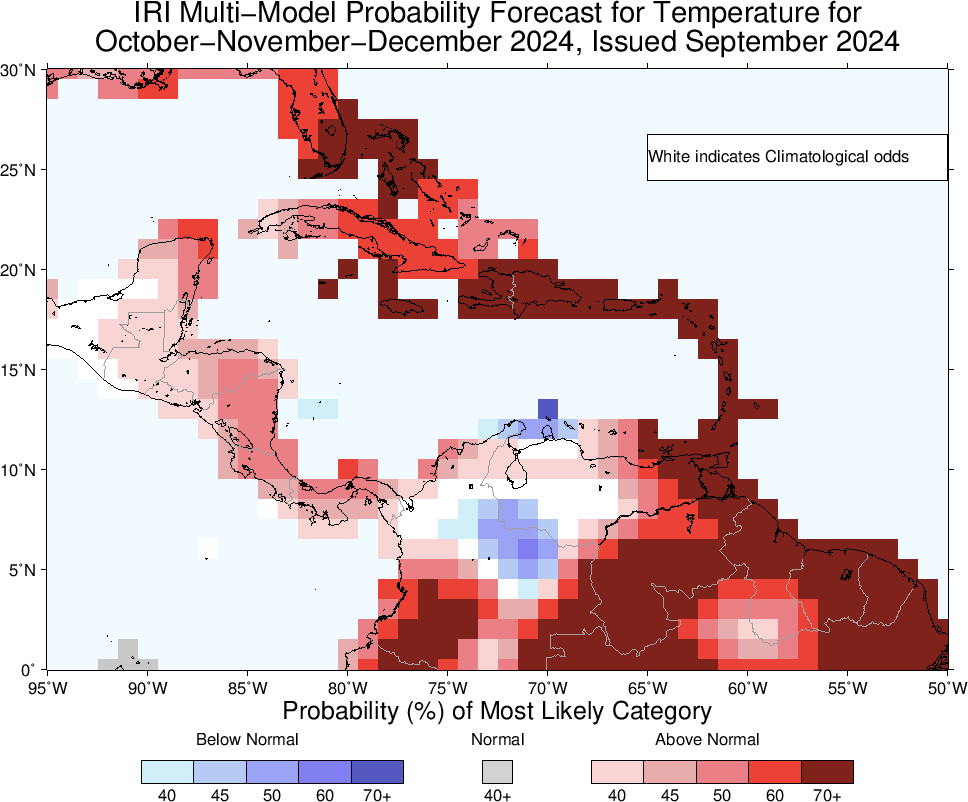 IRI Multi−Model Probability Forecast for Temperature for
October−November−December 2024, Issued September 2024
30˚N
White indicates Climatological odds
25˚N
20˚N
15˚N
10˚N
5˚N
0˚
95˚W 90˚W 85˚W 80˚W 75˚W 70˚W 65˚W 60˚W 55˚W 50˚W
Probability (%) of Most Likely Category
Below Normal Normal Above Normal
40 45 50 60 70+ 40+ 40 45 50 60 70+